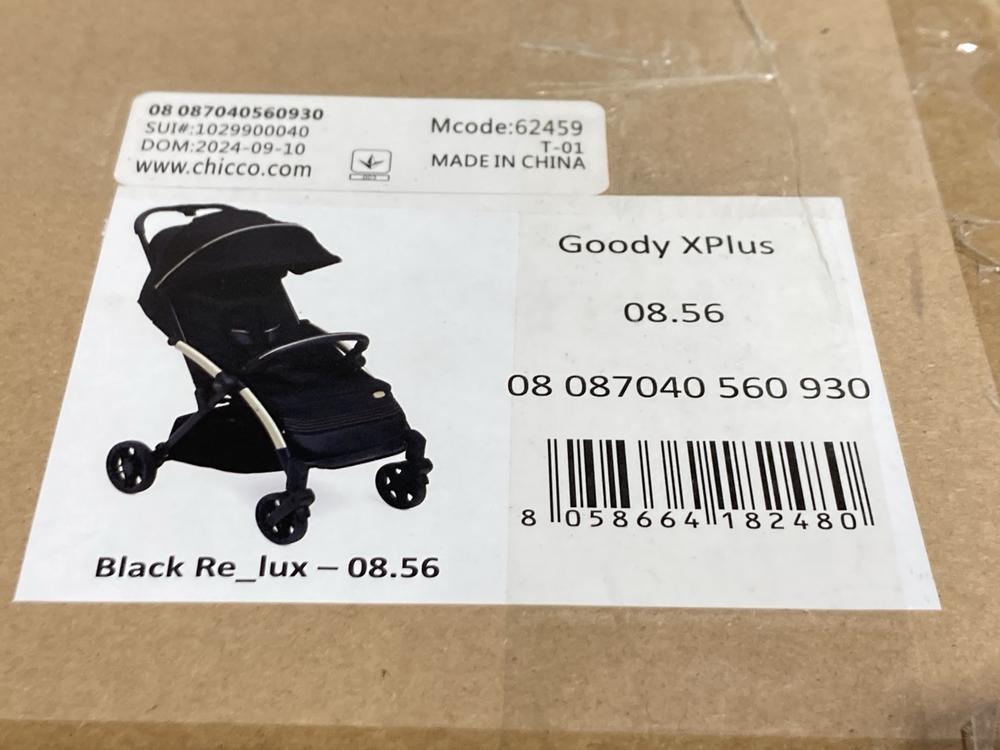 08 087040560930
SUI#:1029900040
DOM:2024-09-10
www.chicco.com
Mcode:62459
T-01
MADE IN CHINA
Goody XPlus
08.56
08 087040 560 930
8 058664 182480
Black Re_lux – 08.56